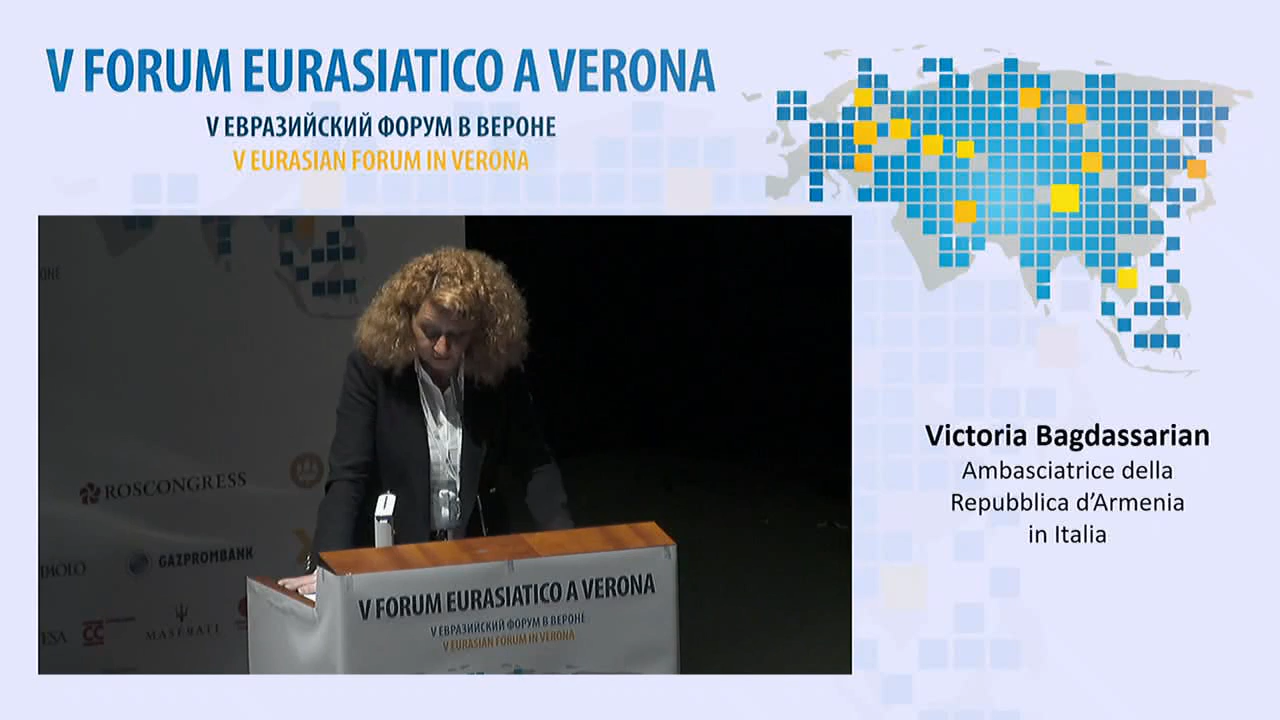 V FORUM EURASIATICO A VERONA
V ЕВРАЗИЙСКИЙ ФОРУМ В ВЕРОНЕ
V EURASIAN FORUM IN VERONA
ROSCONGRESS
GAZPROMBANK
MASERATI
V FORUM EURASIATICO A VERONA
V ЕВРАЗИЙСКИЙ ФОРУМ В ВЕРОНЕ
V EURASIAN FORUM IN VERONA
Victoria Bagdassarian
Ambasciatrice della
Repubblica d’Armenia
in Italia